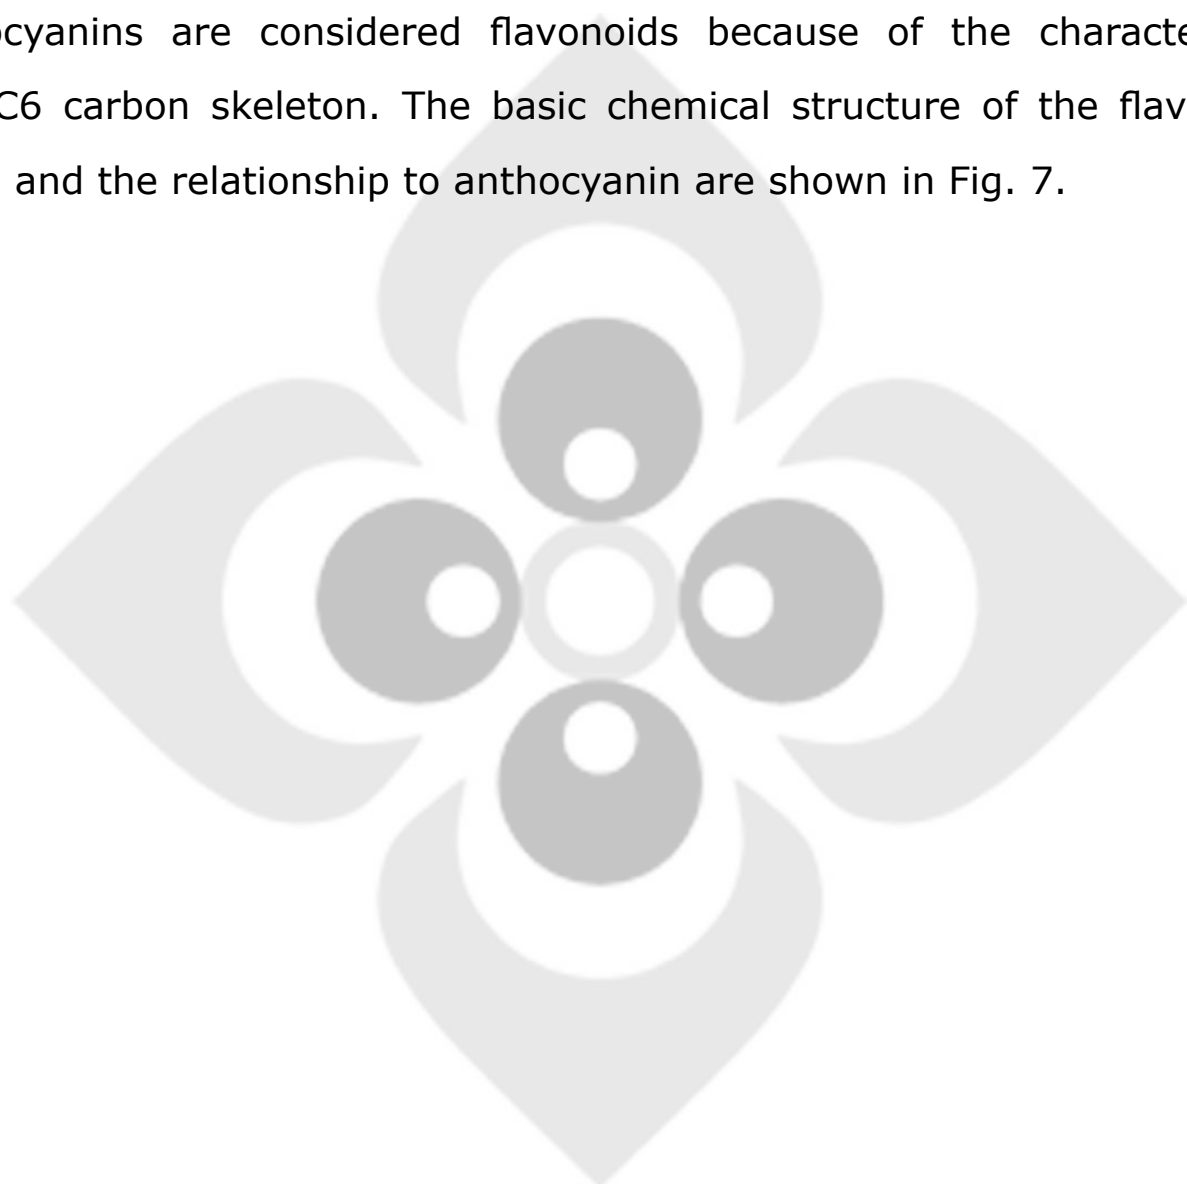 ocyanins are considered flavonoids because of the characte
C6 carbon skeleton. The basic chemical structure of the flav
and the relationship to anthocyanin are shown in Fig. 7.